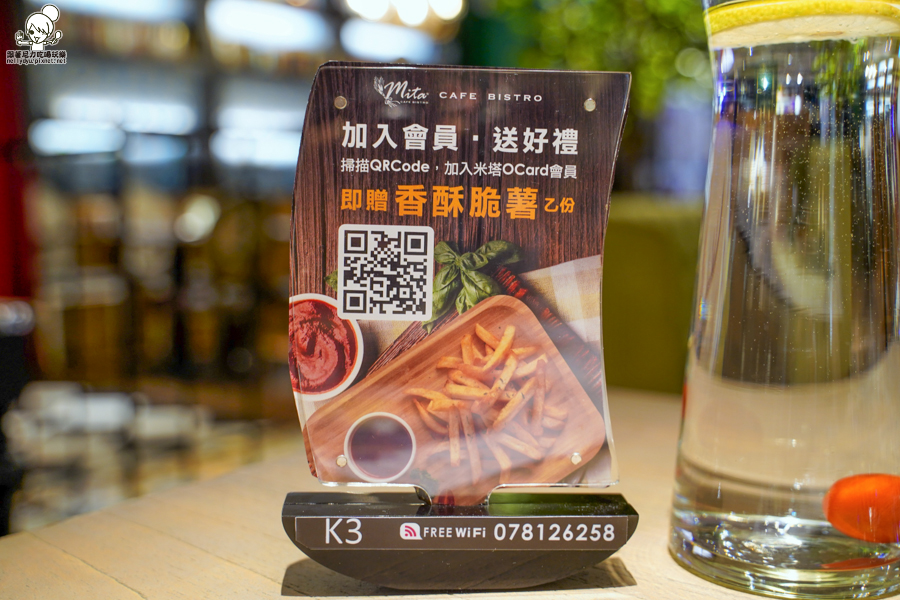 Mita CAFE BISTRO
CAFE BISTRO
加入會員・送好禮
掃描QRCode，加入米塔OCard會員
即贈香酥脆薯乙份
K3
FREE WiFi 078126258